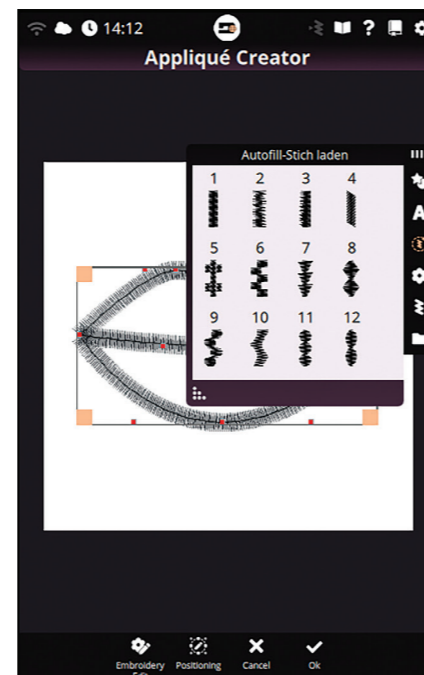 14:12
?
Appliqué Creator
Autofill-Stich laden
1 2 3 4
A
5 6 7 8
9 10 11 12
Embroidery Positioning Cancel Ok
Edit